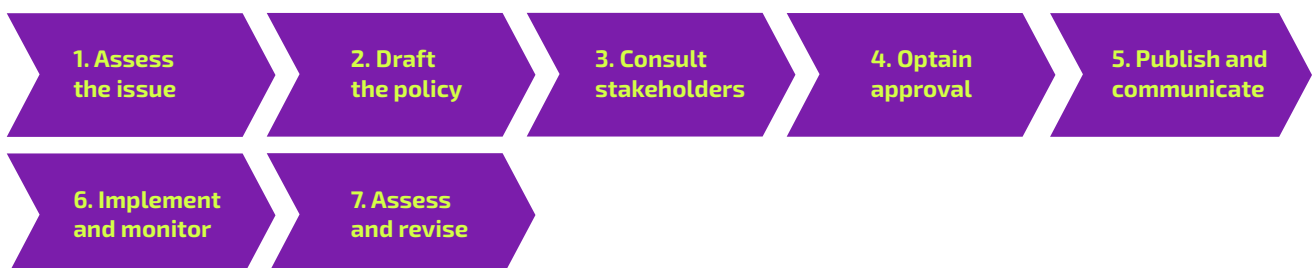 1. Assess
the issue
2. Draft
the policy
3. Consult
stakeholders
4. Optain
approval
5. Publish and
communicate
6. Implement
and monitor
7. Assess
and revise